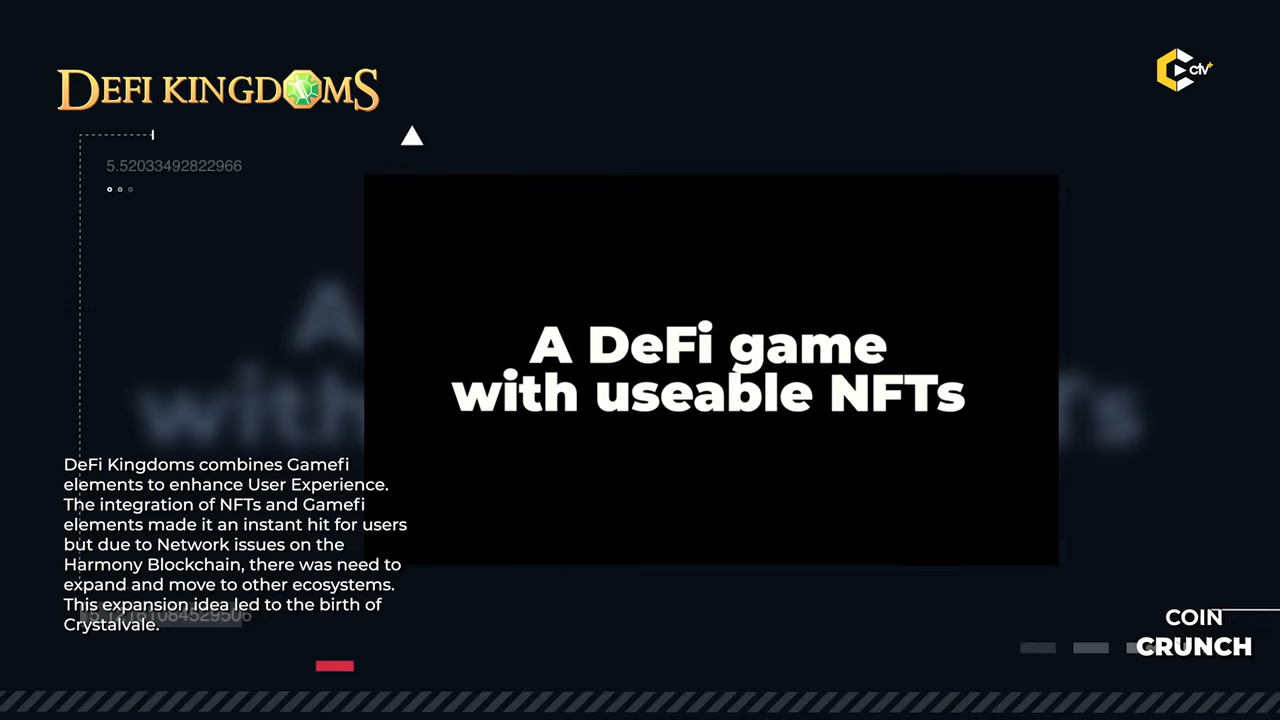 DEFI KINGDOMS
ctv+
5.52033492822966
A DeFi game
with useable NFTs
DeFi Kingdoms combines Gamefi
elements to enhance User Experience.
The integration of NFTs and Gamefi
elements made it an instant hit for users
but due to Network issues on the
Harmony Blockchain, there was need to
expand and move to other ecosystems.
This expansion idea led to the birth of
Crystalvale.
COIN
CRUNCH